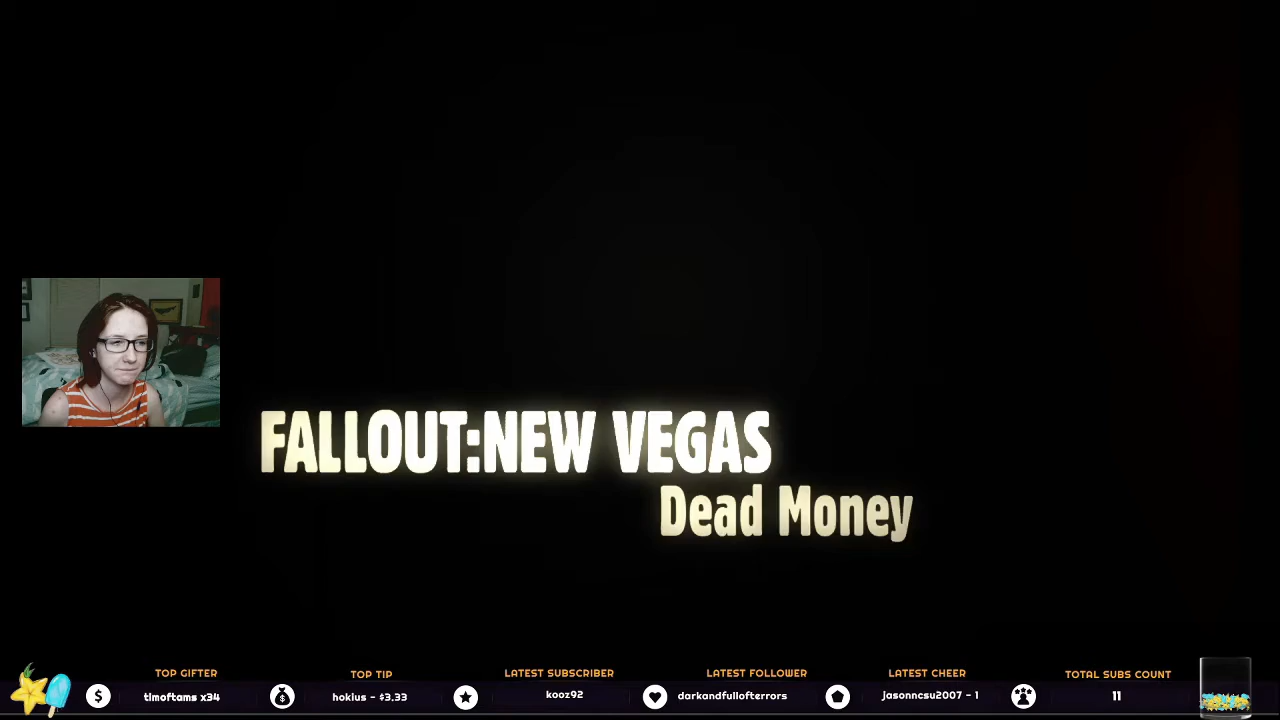 FALLOUT:NEW VEGAS
Dead Money
TOP GIFTER
timoftams x34
TOP TIP
hokius - $3.33
LATEST SUBSCRIBER
kooz92
LATEST FOLLOWER
darkandfullofterrors
LATEST CHEER
jasonncsu2007 - 1
TOTAL SUBS COUNT
11